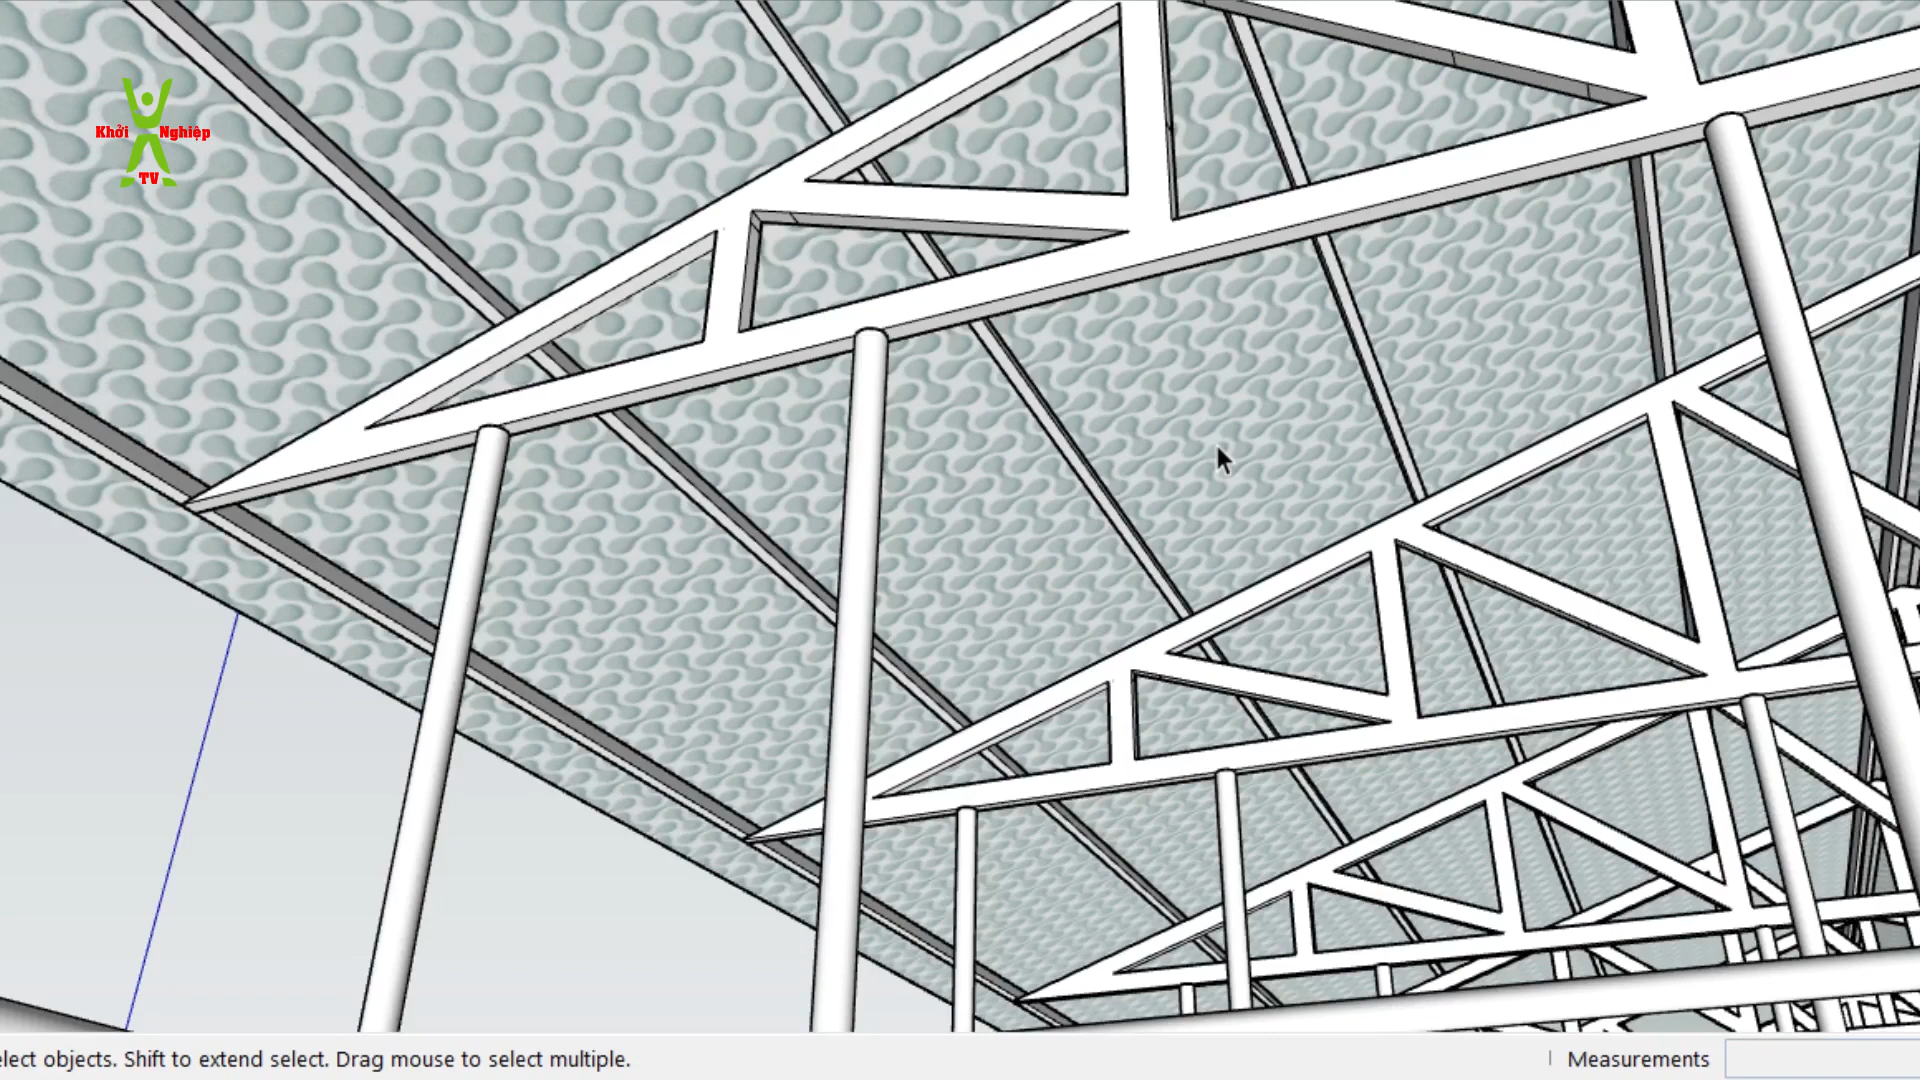 Khởi Nghiệp
TV
elect objects. Shift to extend select. Drag mouse to select multiple.
Measurements